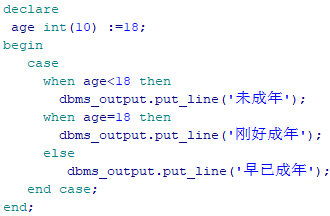 declare
 age int(10) :=18;
begin
   case
     when age<18 then
       dbms_output.put_line('未成年');
     when age=18 then
       dbms_output.put_line('刚好成年');
     else
        dbms_output.put_line('早已成年');
   end case;
end;